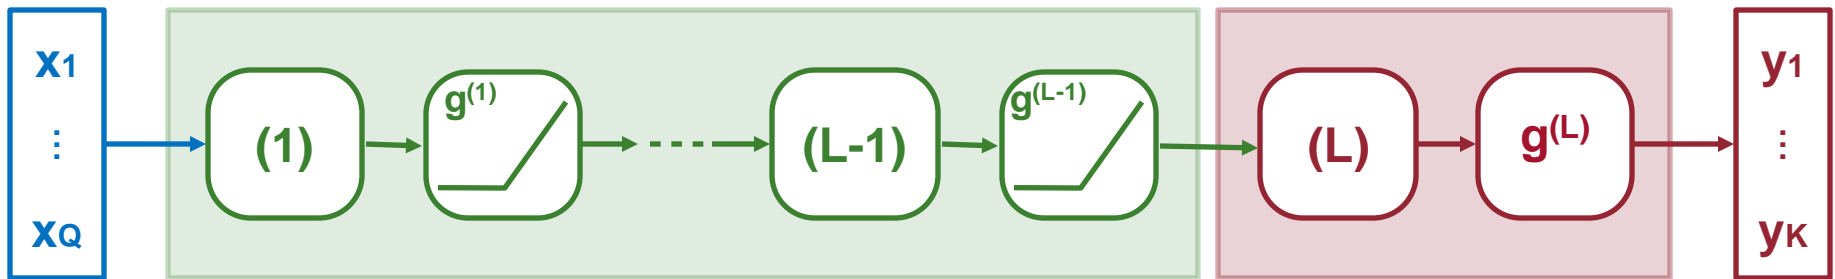 x1
⋮
xQ
(1)
g(1)
(L-1)
g(L-1)
(L)
g(L)
y1
⋮
yK